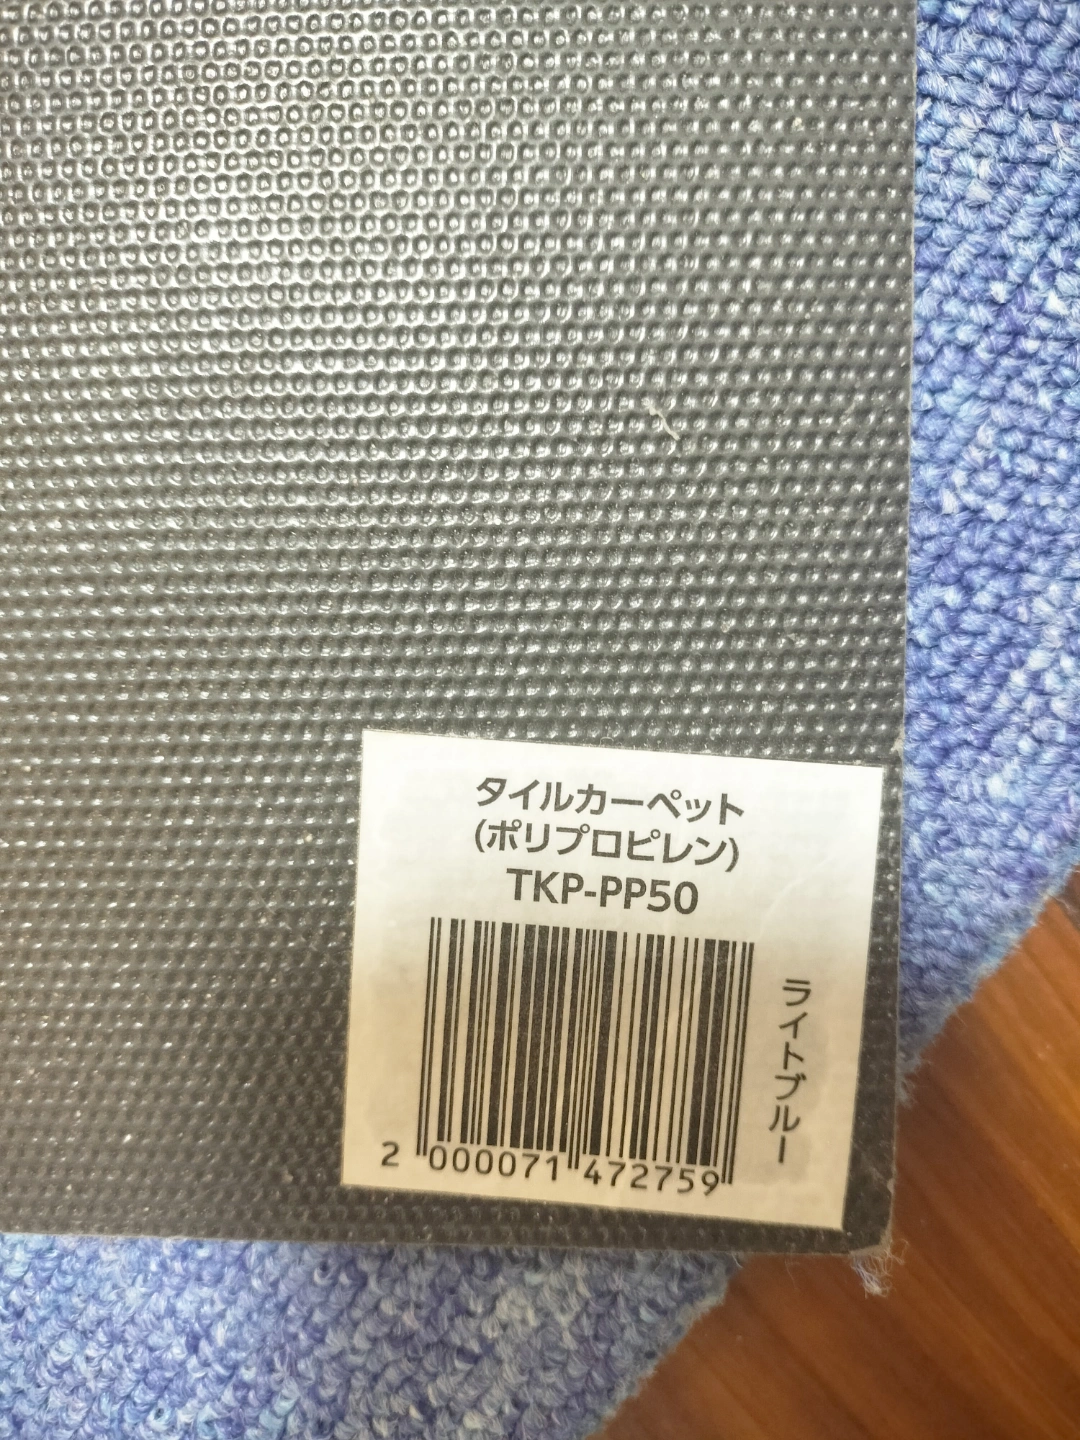 タイルカーペット
(ポリプロピレン)
TKP-PP50
ライトブルー
2 000071 472759